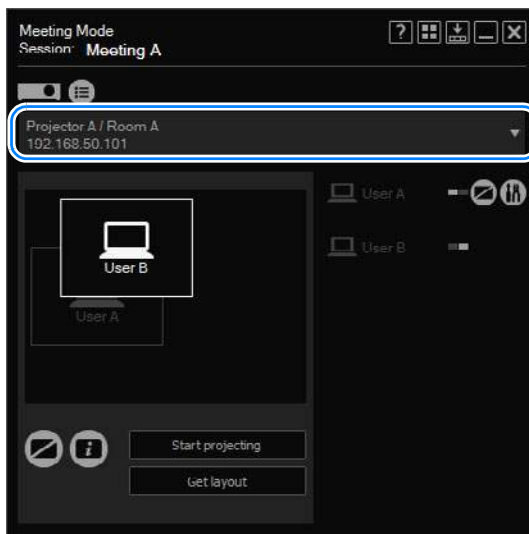 Meeting Mode
Session: Meeting A
?
Projector A / Room A
102.168.50.101
User A
User B
User B
User A
i
Start projecting
Get layout